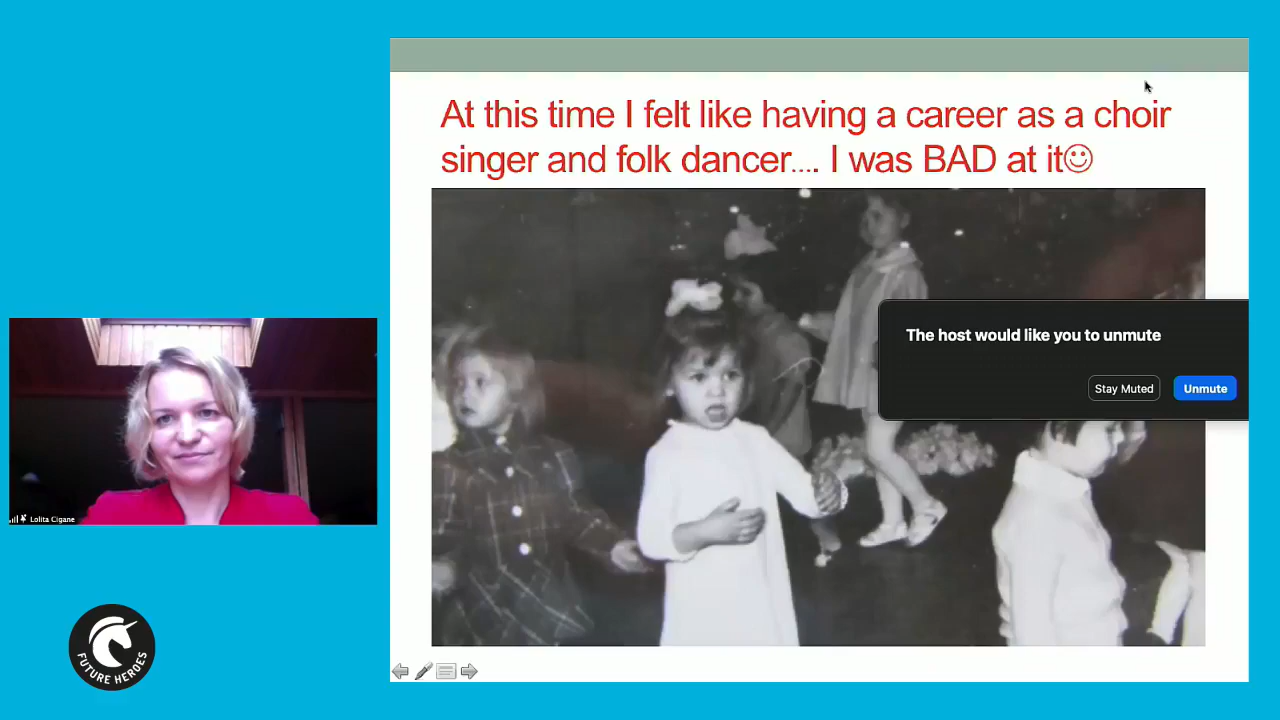 At this time I felt like having a career as a choir
singer and folk dancer.... I was BAD at it☺
The host would like you to unmute
Stay Muted
Unmute
Lolita Cigane
FUTURE HEROES